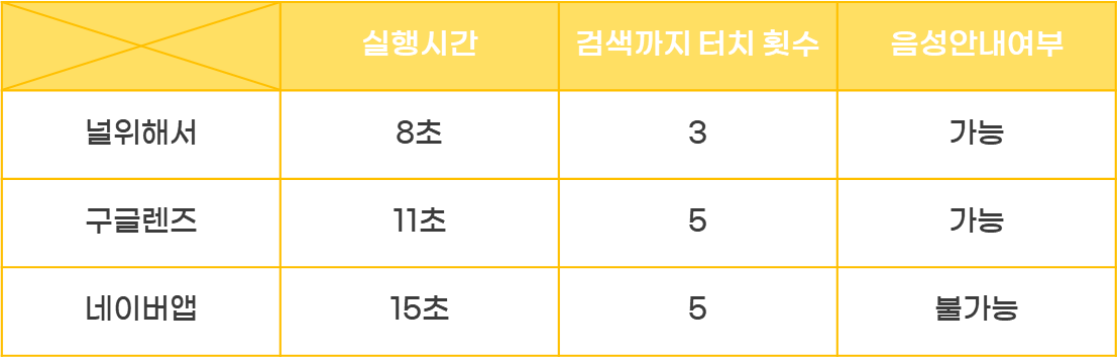 실행시간 검색까지 터치 횟수 음성안내여부
널위해서 8초 3 가능
구글렌즈 11초 5 가능
네이버앱 15초 5 불가능